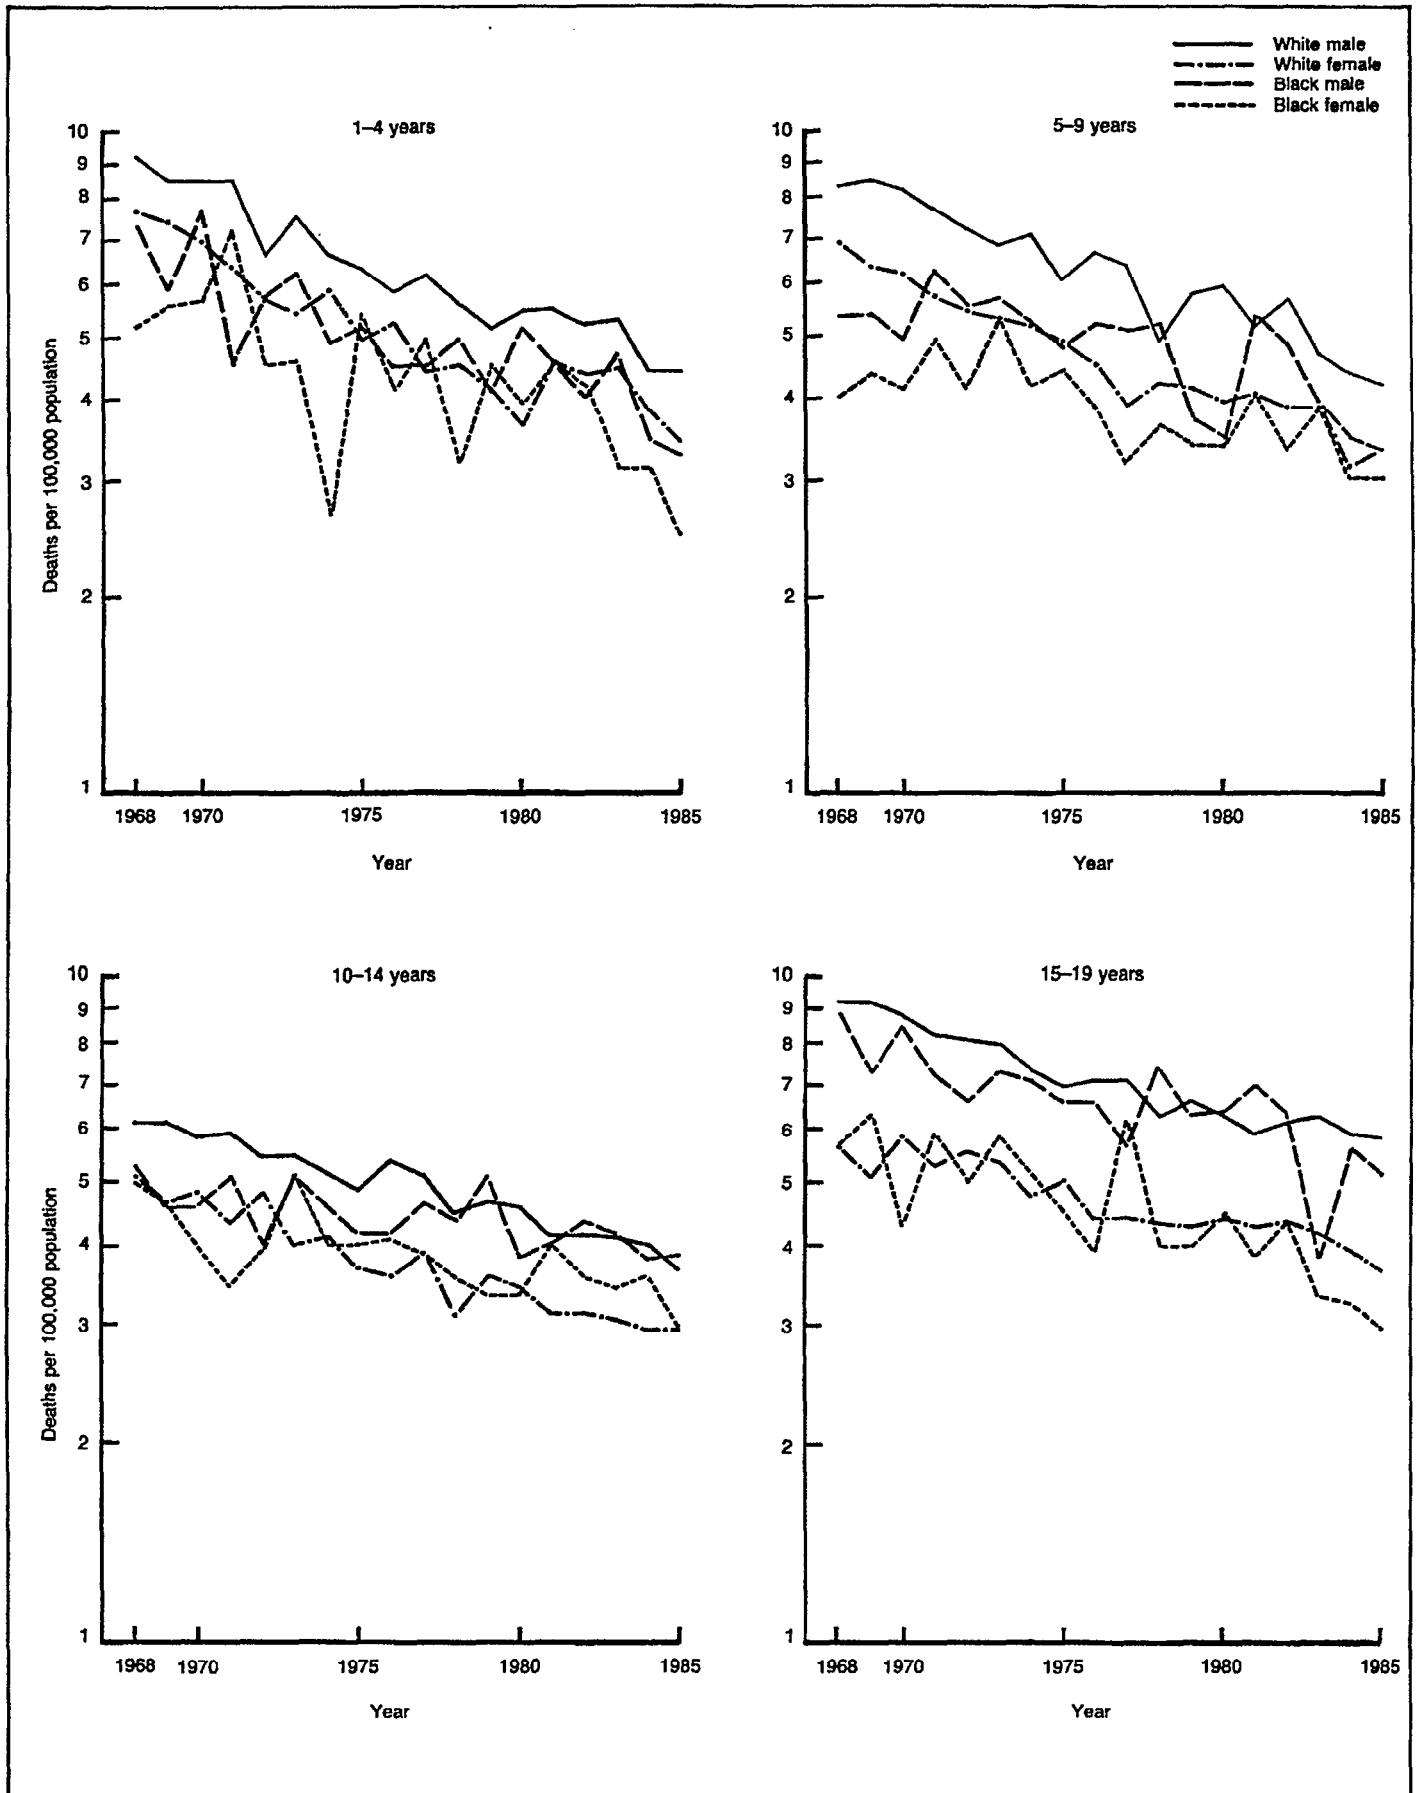 White male
White female
Black male
Black female
1–4 years
10
9
8
7
6
5
4
3
2
1
Deaths per 100,000 population
1968 1970 1975 1980 1985
Year
5–9 years
10
9
8
7
6
5
4
3
2
1
1968 1970 1975 1980 1985
Year
10–14 years
10
9
8
7
6
5
4
3
2
1
Deaths per 100,000 population
1968 1970 1975 1980 1985
Year
15–19 years
10
9
8
7
6
5
4
3
2
1
1968 1970 1975 1980 1985
Year